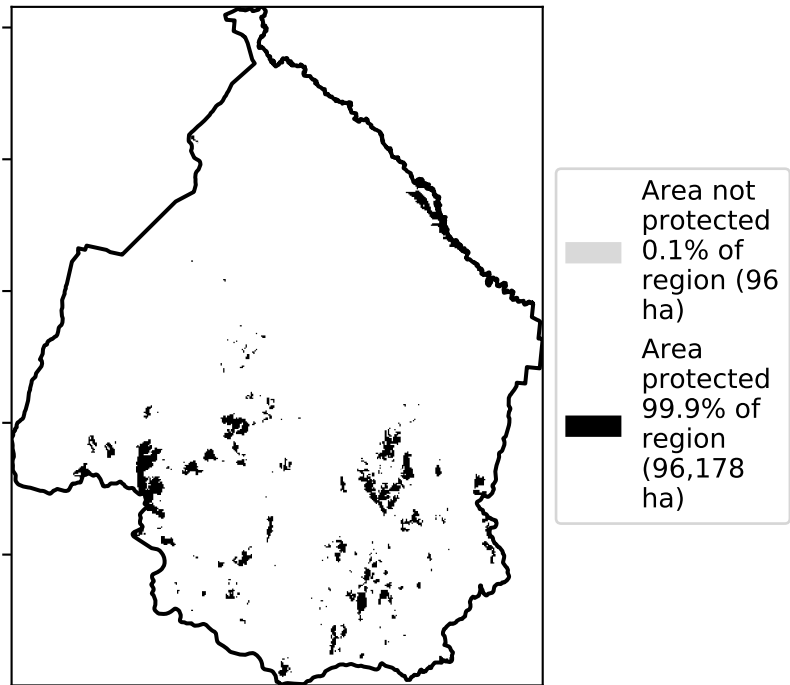 Area not
protected
0.1% of
region (96
ha)
Area
protected
99.9% of
region
(96,178
ha)